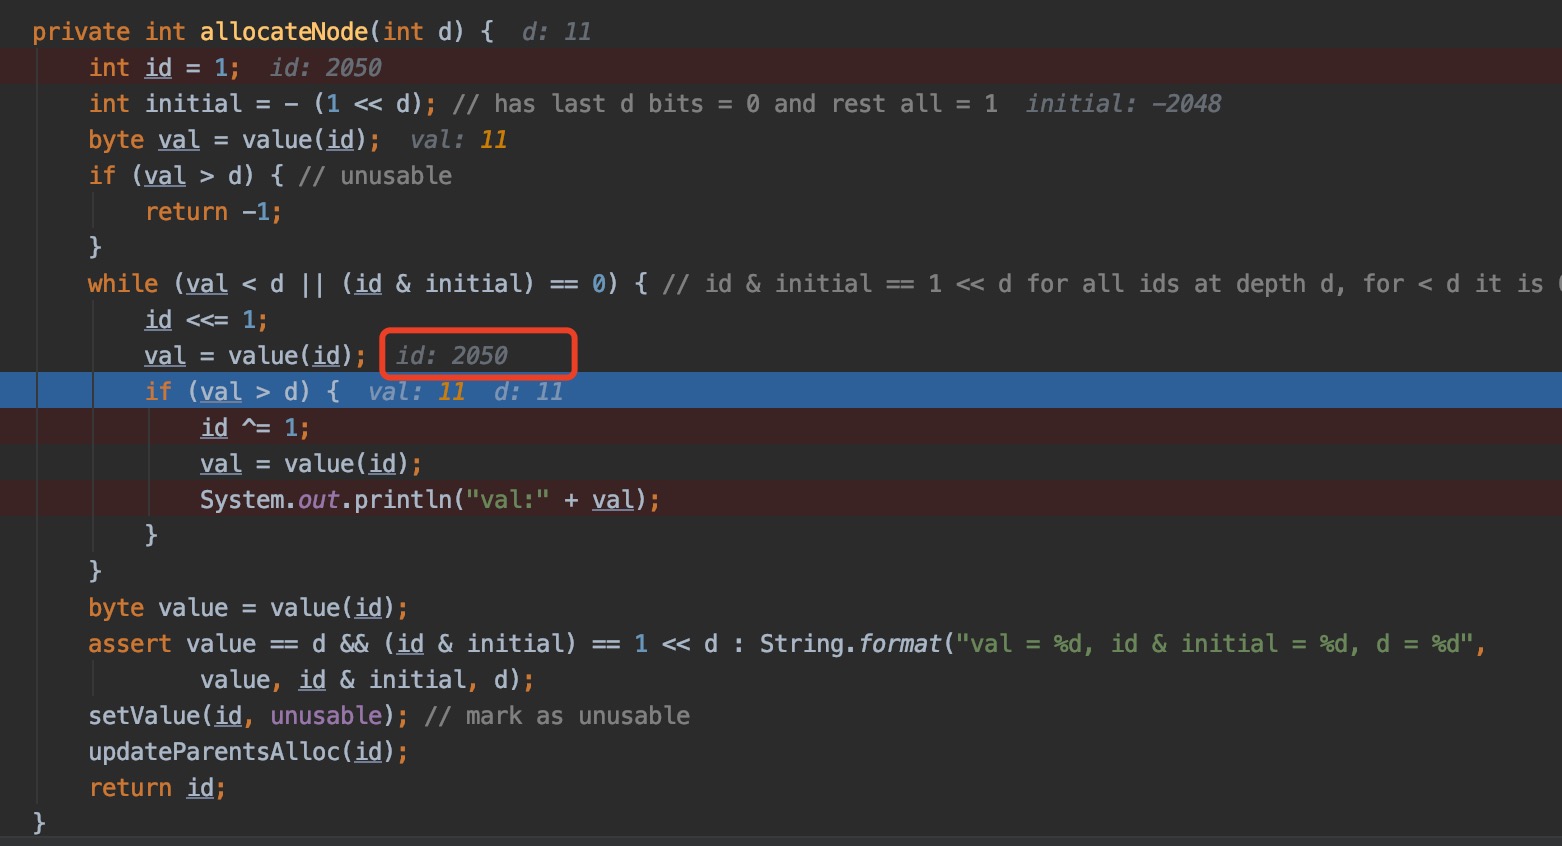 private int allocateNode(int d) {  d: 11
int id = 1;  id: 2050
int initial = - (1 << d); // has last d bits = 0 and rest all = 1  initial: -2048
byte val = value(id);  val: 11
if (val > d) { // unusable
return -1;
}
while (val < d || (id & initial) == 0) { // id & initial == 1 << d for all ids at depth d, for < d it is
id <<= 1;
val = value(id);  id: 2050
if (val > d) {  val: 11  d: 11
id ^= 1;
val = value(id);
System.out.println("val:" + val);
}
}
byte value = value(id);
assert value == d && (id & initial) == 1 << d : String.format("val = %d, id & initial = %d, d = %d",
value, id & initial, d);
setValue(id, unusable); // mark as unusable
updateParentsAlloc(id);
return id;
}